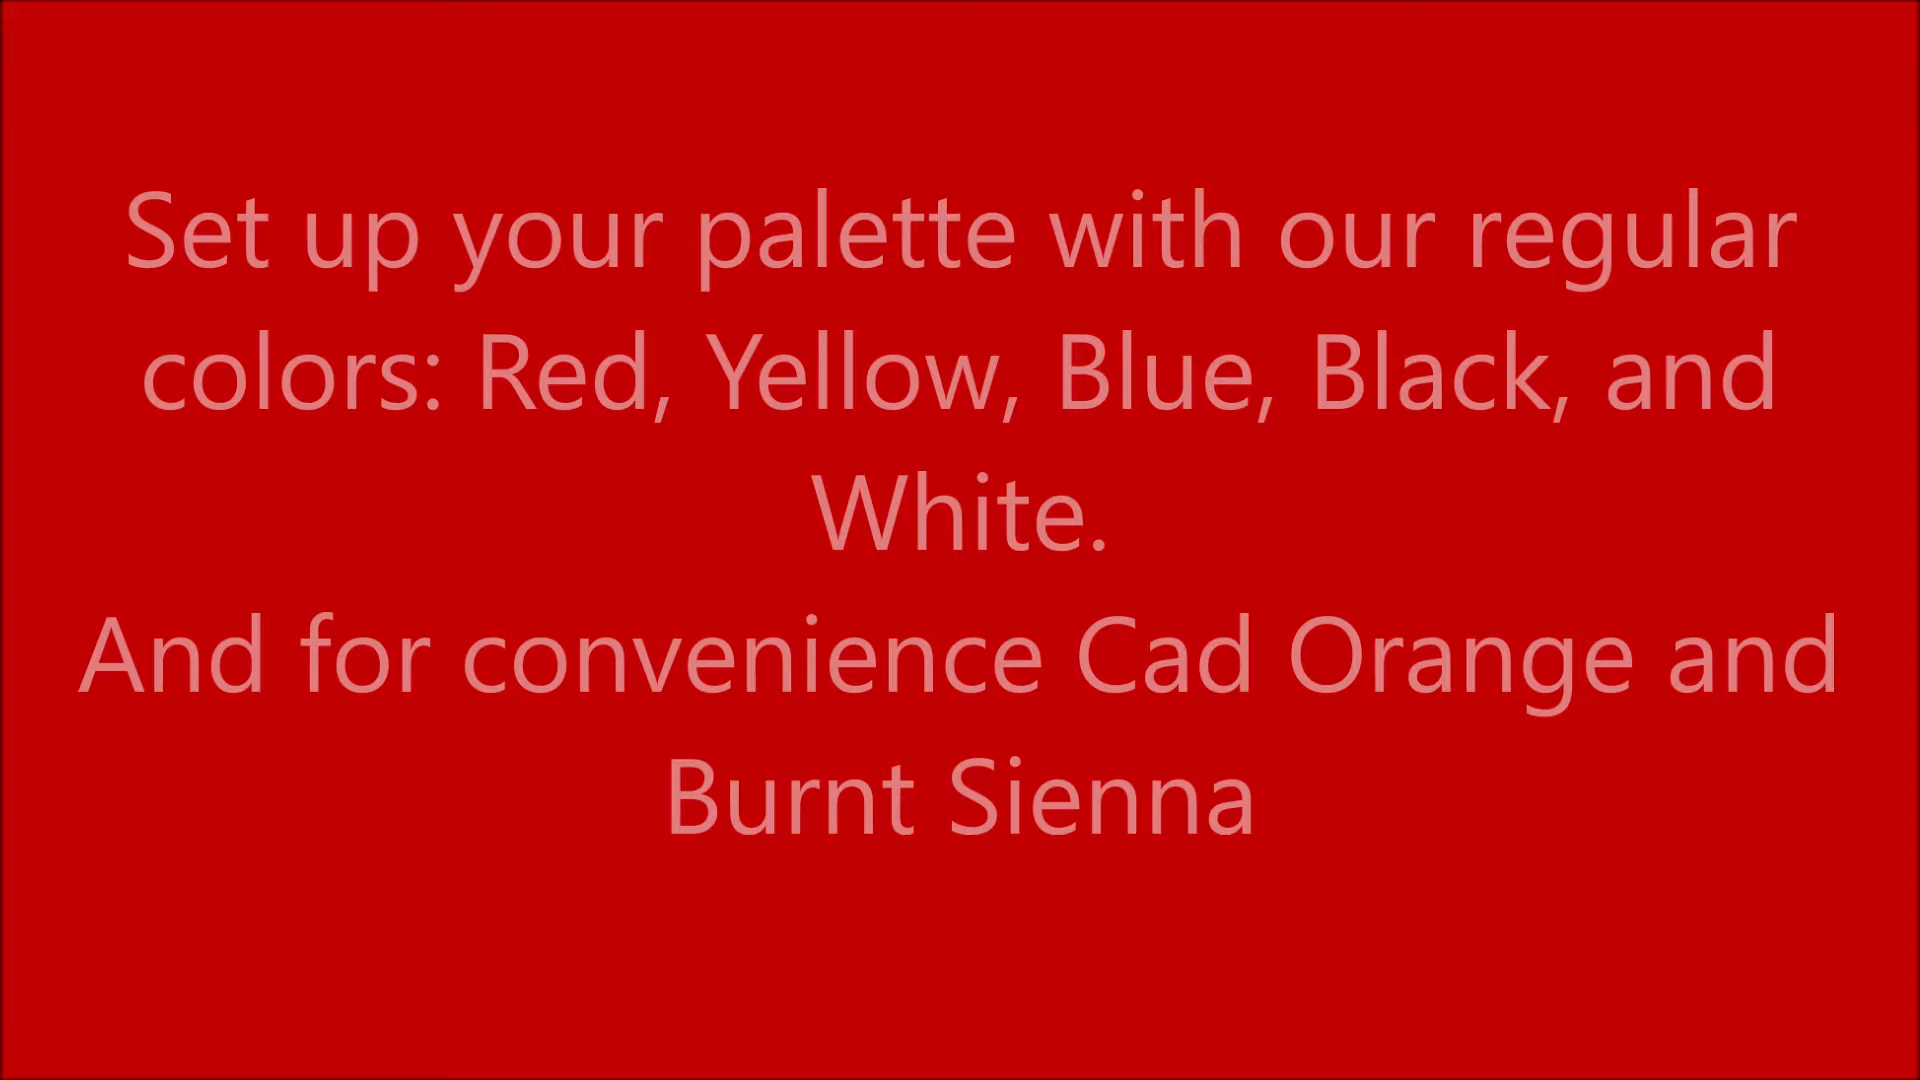 Set up your palette with our regular
colors: Red, Yellow, Blue, Black, and
White.
And for convenience Cad Orange and
Burnt Sienna